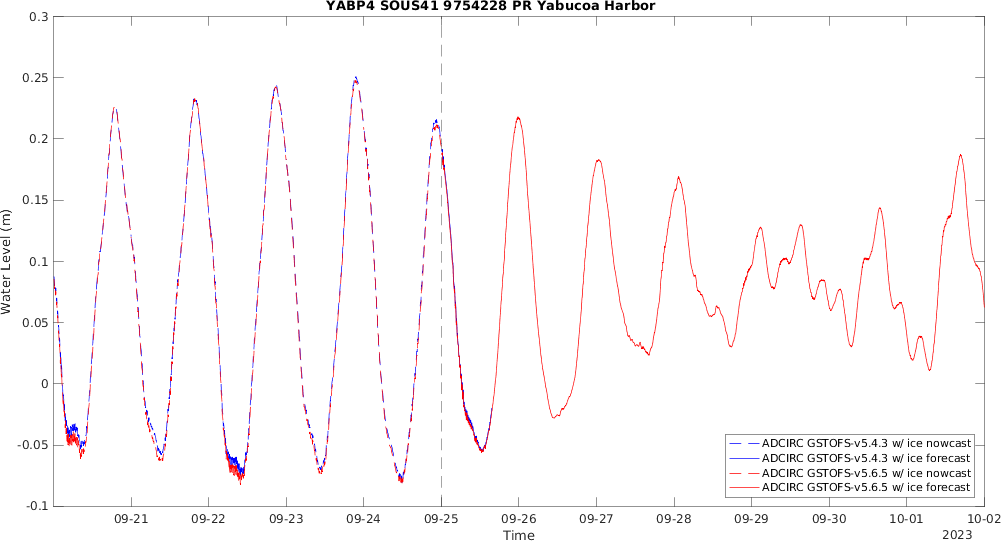 YABP4 SOUS41 9754228 PR Yabucoa Harbor
0.3
0.25
0.2
0.15
0.1
0.05
0
-0.05
-0.1
Water Level (m)
09-21 09-22 09-23 09-24 09-25 09-26 09-27 09-28 09-29 09-30 10-01 10-02
Time
2023
ADCIRC GSTOFS-v5.4.3 w/ ice nowcast
ADCIRC GSTOFS-v5.4.3 w/ ice forecast
ADCIRC GSTOFS-v5.6.5 w/ ice nowcast
ADCIRC GSTOFS-v5.6.5 w/ ice forecast